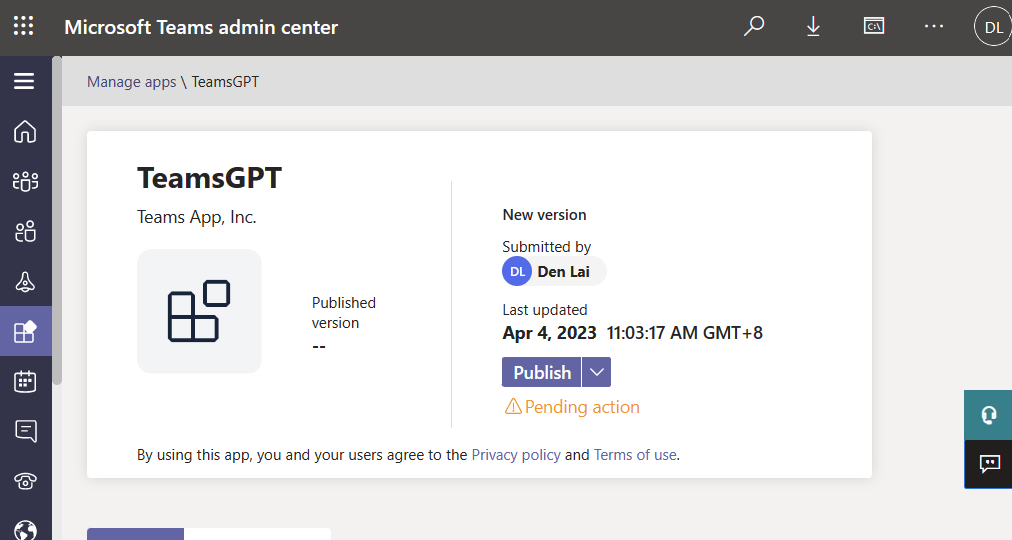 Microsoft Teams admin center
C:\
DL
Manage apps \ TeamsGPT
TeamsGPT
Teams App, Inc.
Published
version
--
New version
Submitted by
DL Den Lai
Last updated
Apr 4, 2023 11:03:17 AM GMT+8
Publish
Pending action
By using this app, you and your users agree to the Privacy policy and Terms of use.